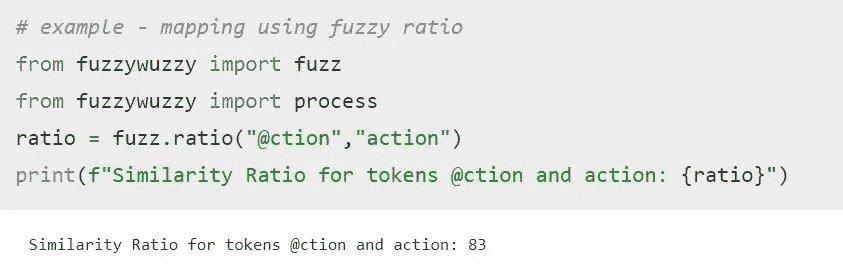 # example - mapping using fuzzy ratio
from fuzzywuzzy import fuzz
from fuzzywuzzy import process
ratio = fuzz.ratio("@ction","action")
print(f"Similarity Ratio for tokens @ction and action: {ratio}")
Similarity Ratio for tokens @ction and action: 83